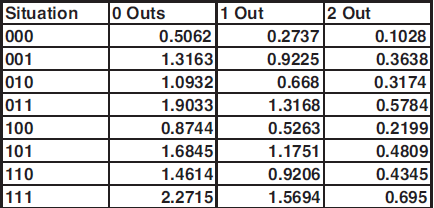 Situation 0 Outs 1 Out 2 Out
000 0.5062 0.2737 0.1028
001 1.3163 0.9225 0.3638
010 1.0932 0.668 0.3174
011 1.9033 1.3168 0.5784
100 0.8744 0.5263 0.2199
101 1.6845 1.1751 0.4809
110 1.4614 0.9206 0.4345
111 2.2715 1.5694 0.695